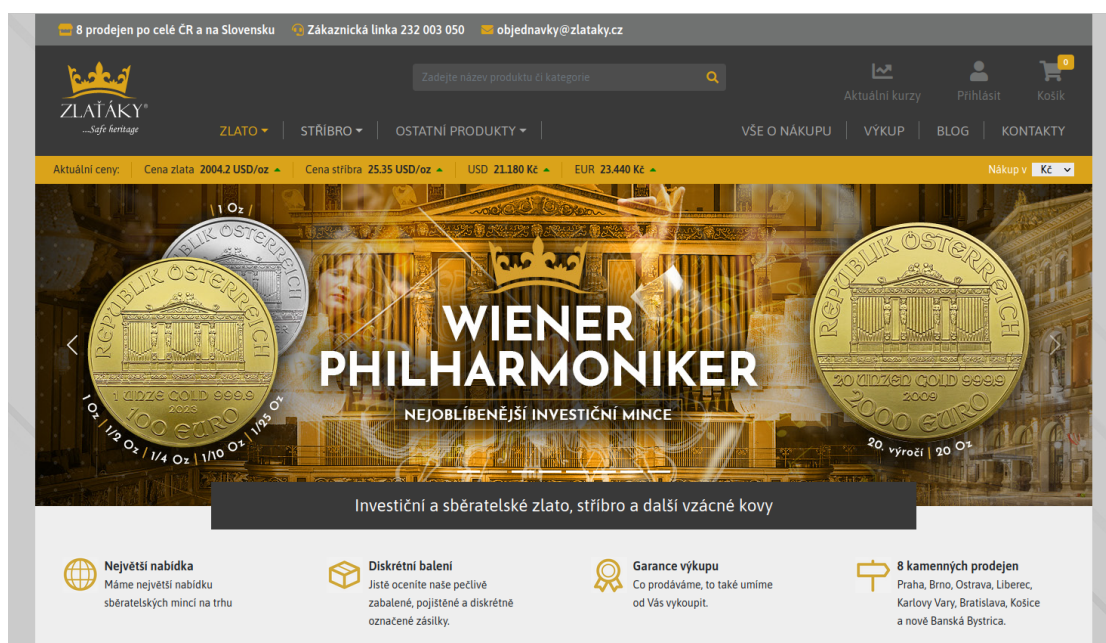 8 prodejen po celé ČR a na Slovensku
Zákaznická linka 232 003 050
objednavky@zlataky.cz
ZLAŤÁKY®
...Safe heritage
Zadejte název produktu či kategorie
Aktuální kurzy
Přihlásit
0
Košík
ZLATO
STŘÍBRO
OSTATNÍ PRODUKTY
VŠE O NÁKUPU
VÝKUP
BLOG
KONTAKTY
Aktuální ceny:
Cena zlata 2004.2 USD/oz
Cena stříbra 25.35 USD/oz
USD 21.180 Kč
EUR 23.440 Kč
Nákup v Kč
1 Oz
REPUBLIK ÖSTERREICH
1 UNZE GOLD 999.9
2023
100 EURO
1 Oz | 1/2 Oz | 1/4 Oz | 1/10 Oz | 1/25 Oz
WIENER
PHILHARMONIKER
NEJOBLÍBENĚJŠÍ INVESTIČNÍ MINCE
REPUBLIK ÖSTERREICH
20 UNZEN GOLD 999.9
2009
2000 EURO
20. výročí | 20 Oz
Investiční a sběratelské zlato, stříbro a další vzácné kovy
Největší nabídka
Máme největší nabídku
sběratelských mincí na trhu
Diskrétní balení
Jistě oceníte naše pečlivě
zabalené, pojištěné a diskrétně
označené zásilky.
Garance výkupu
Co prodáváme, to také umíme
od Vás vykoupit.
8 kamenných prodejen
Praha, Brno, Ostrava, Liberec,
Karlovy Vary, Bratislava, Košice
a nově Banská Bystrica.